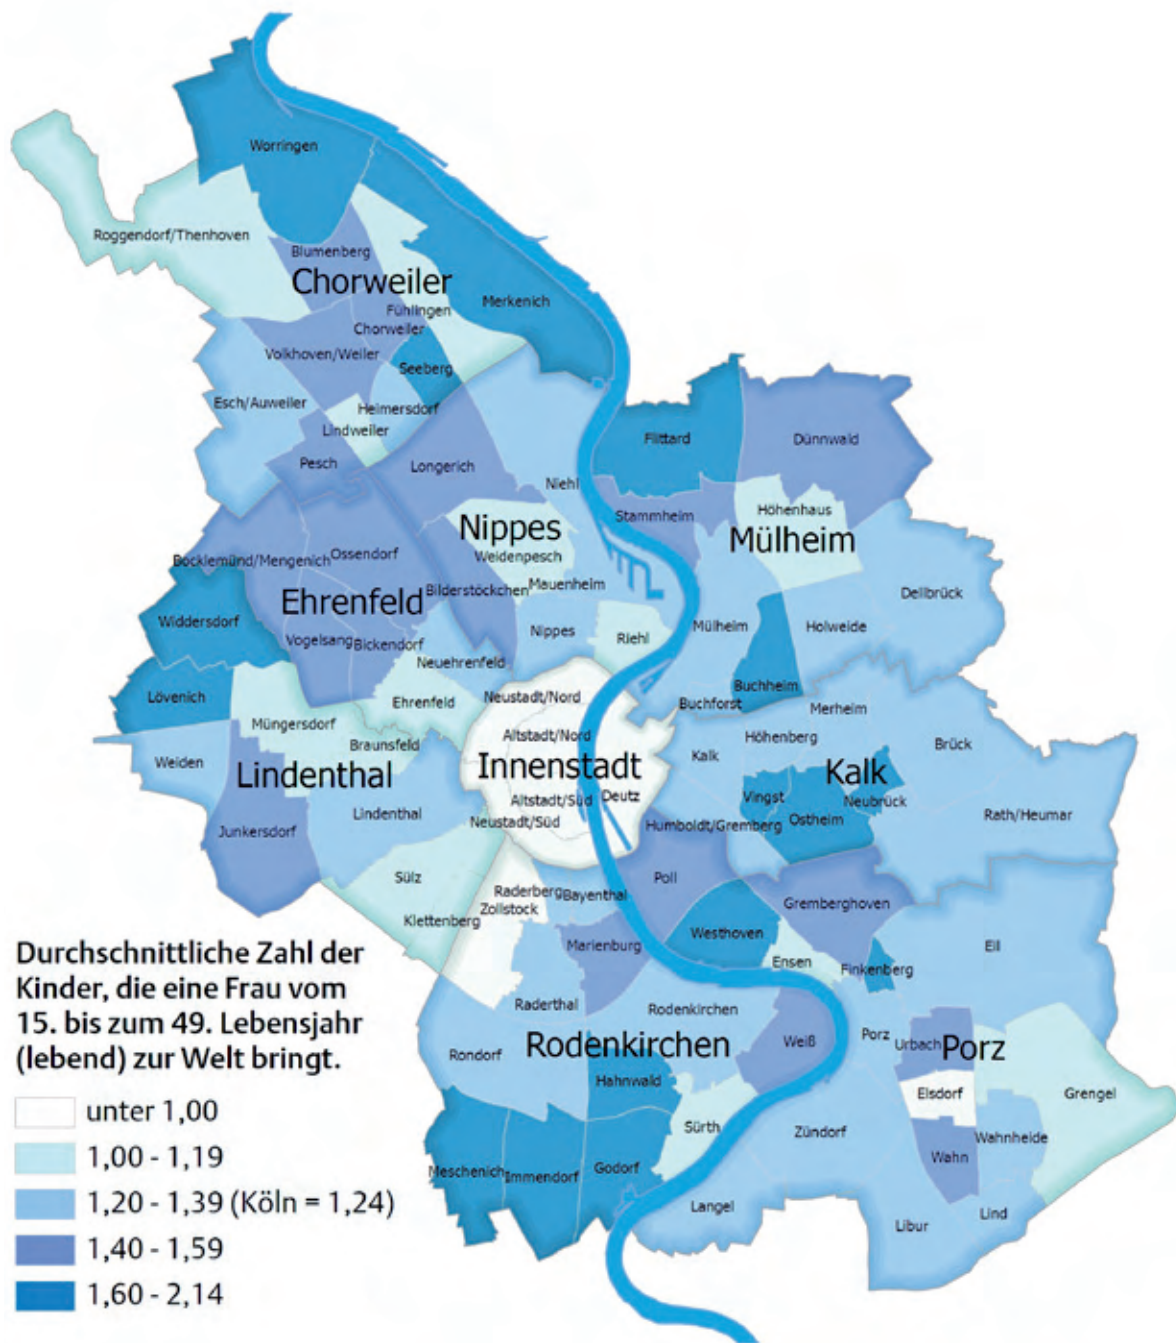 Worringen
Roggendorf/Thenhoven
Blumenberg
Chorweiler
Merkenich
Fühlingen
Chorweiler
Volkhoven/Weiler
Seeberg
Esch/Auweiler
Heimersdorf
Lindweiler
Pesch
Longerich
Niehl
Flittard
Dünnwald
Stammheim
Höhenhaus
Nippes
Mülheim
Weidenpesch
Bocklemünd/Mengenich
Ossendorf
Bilderstöckchen
Mauenheim
Ehrenfeld
Dellbrück
Widdersdorf
Vogelsang
Bickendorf
Nippes
Riehl
Mülheim
Holweide
Neuehrenfeld
Lövenich
Ehrenfeld
Neustadt/Nord
Buchheim
Buchforst
Merheim
Müngersdorf
Braunsfeld
Altstadt/Nord
Höhenberg
Brück
Weiden
Lindenthal
Innenstadt
Kalk
Kalk
Altstadt/Süd
Deutz
Vingst
Neubrück
Lindenthal
Neustadt/Süd
Humboldt/Gremberg
Ostheim
Rath/Heumar
Junkersdorf
Sülz
Raderberg
Bayenthal
Poll
Zollstock
Klettenberg
Gremberghoven
Marienburg
Westhoven
Eil
Ensen
Finkenberg
Raderthal
Rodenkirchen
Rondorf
Rodenkirchen
Weiß
Porz
Urbach
Porz
Hahnwald
Elsdorf
Grengel
Sürth
Zündorf
Wahnheide
Wahn
Meschenich
Immendorf
Godorf
Langel
Libur
Lind
Durchschnittliche Zahl der
Kinder, die eine Frau vom
15. bis zum 49. Lebensjahr
(lebend) zur Welt bringt.
unter 1,00
1,00 - 1,19
1,20 - 1,39 (Köln = 1,24)
1,40 - 1,59
1,60 - 2,14